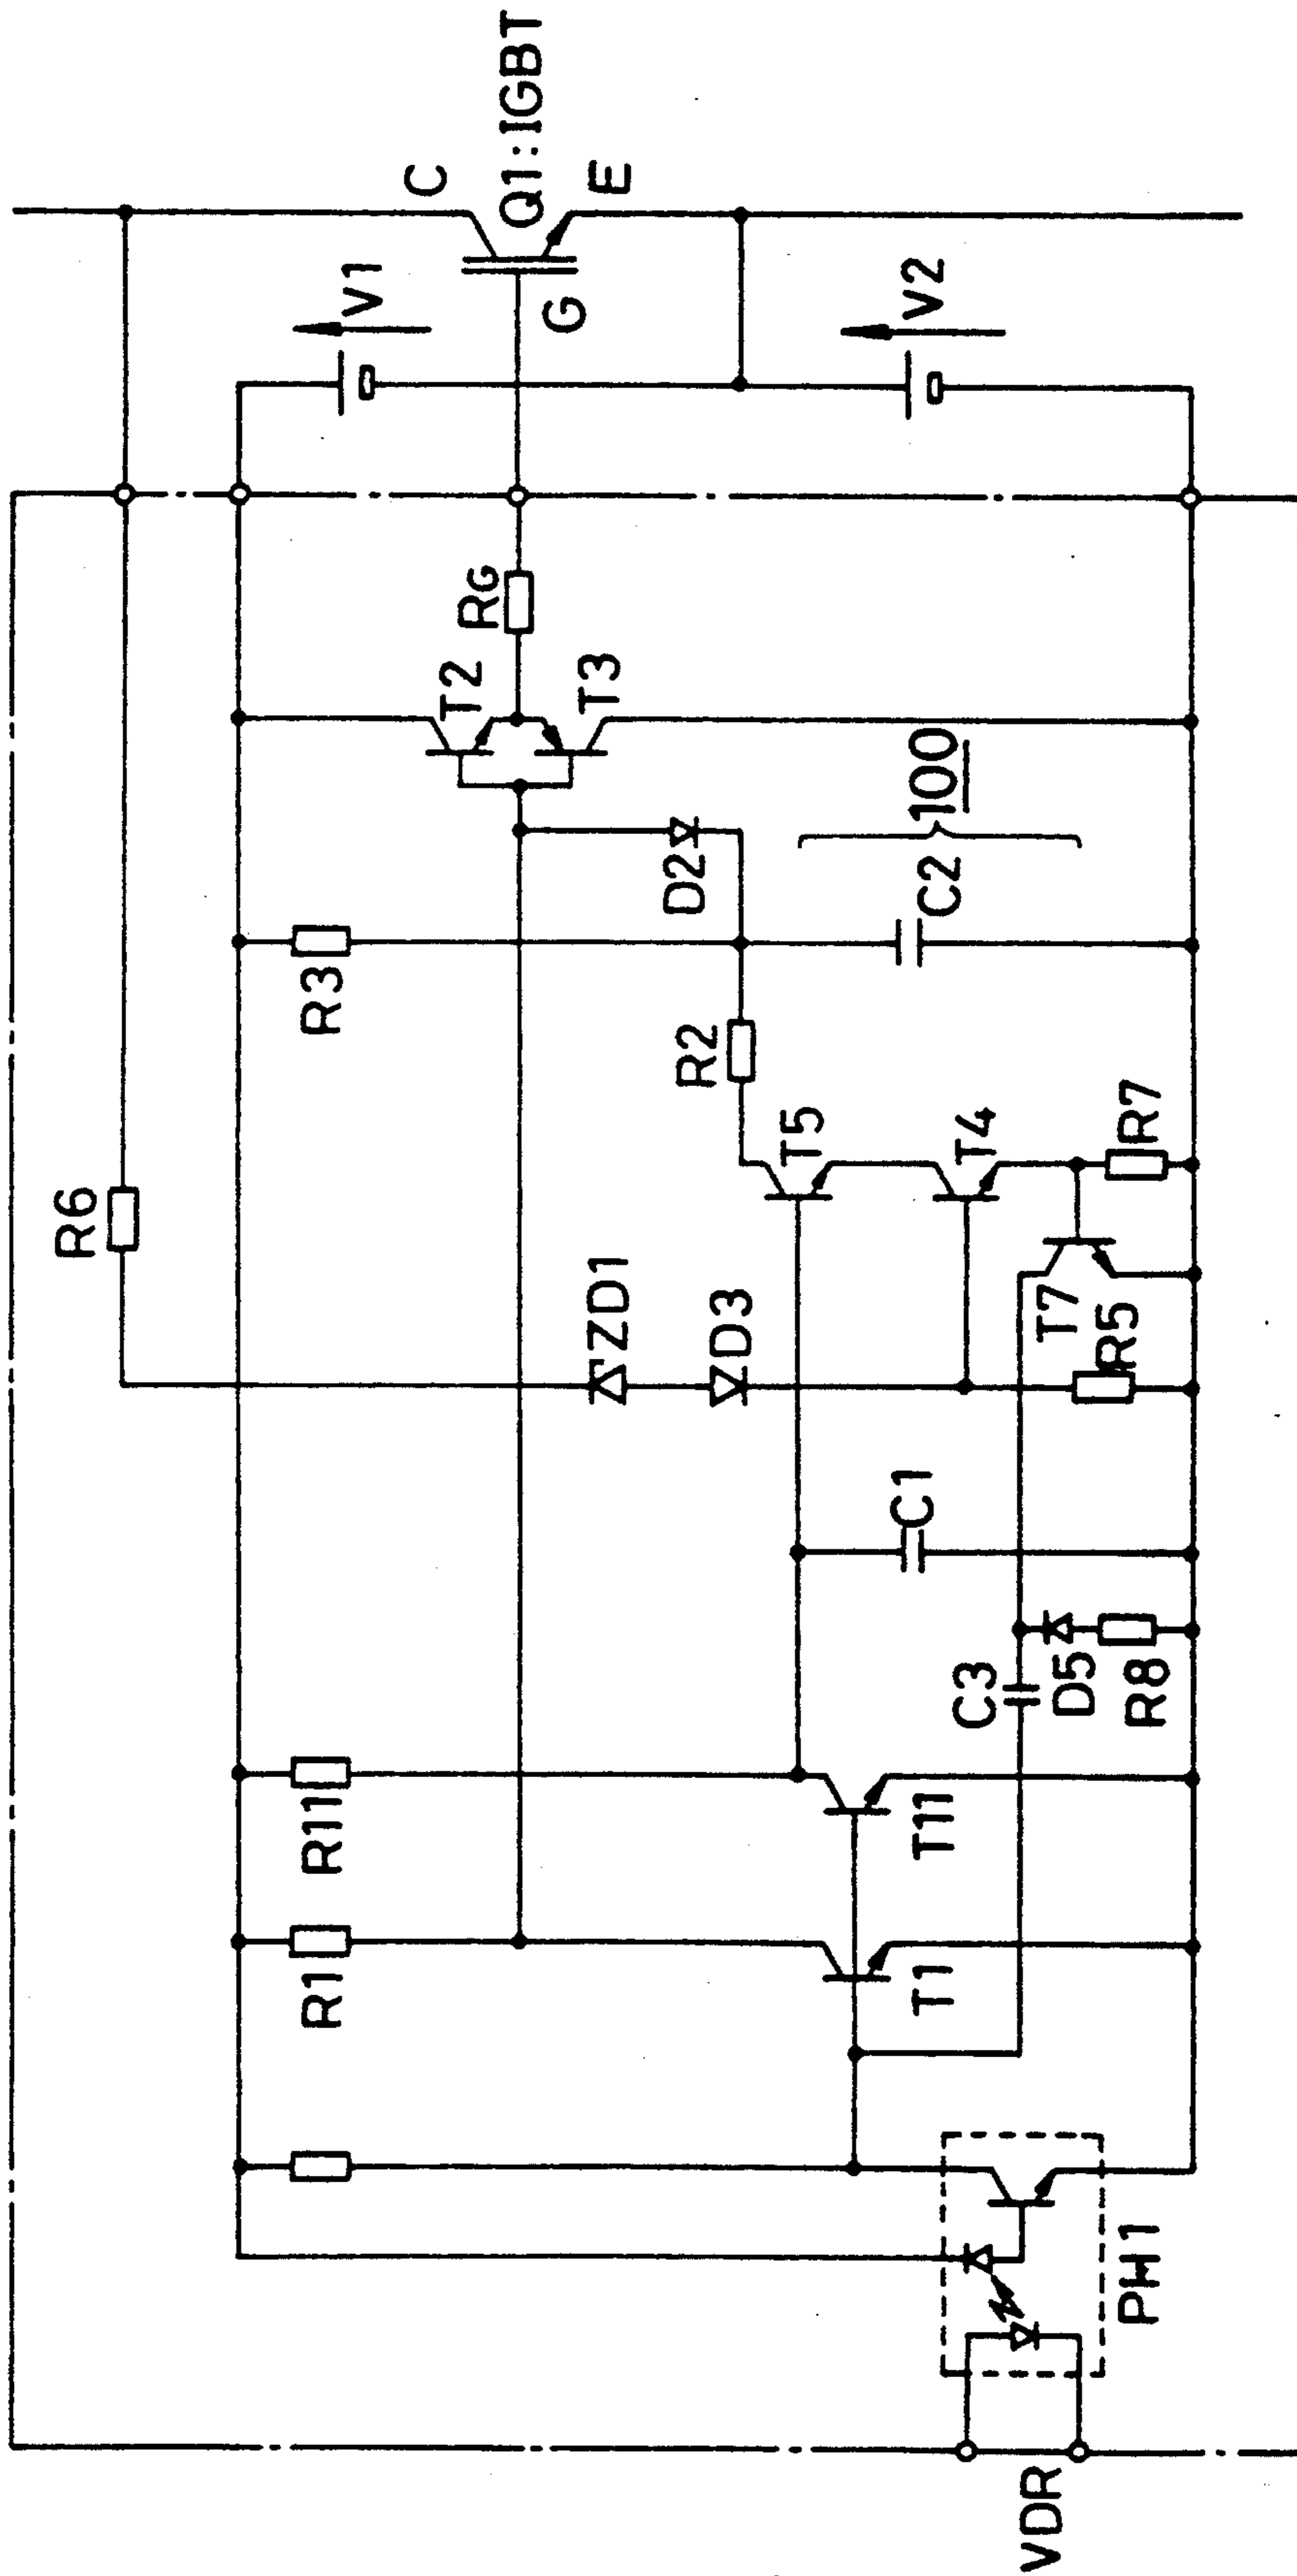 R6
R3
R11
R1
V1
C
Q1:IGBT
G
E
V2
RG
T2
T3
D2
100
C2
R2
T5
T4
R7
ZD1
D3
T7
R5
C1
C3
D5
R8
T11
T1
PH1
VDR